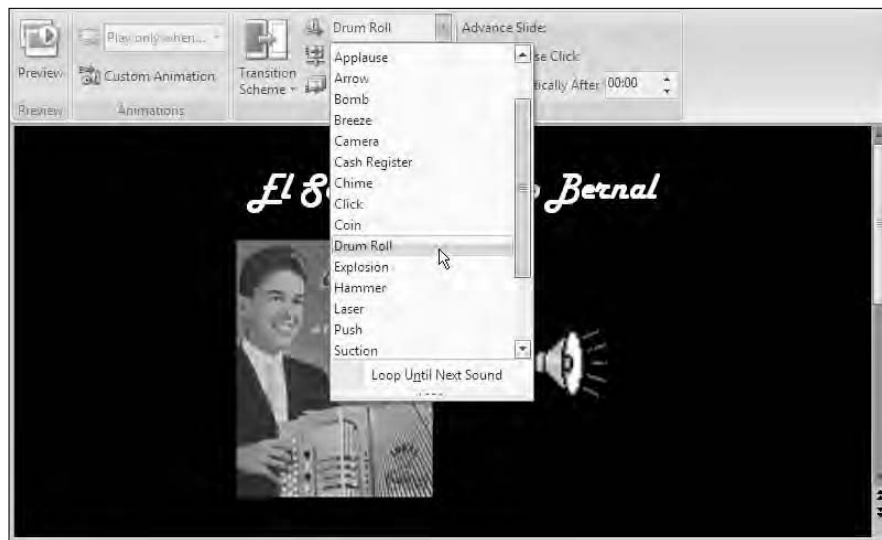 Drum Roll
Advance Slide:
Play only when...
Preview
Custom Animation
Transition
Scheme
se Click
tically After 00:00
Preview
Animations
Applause
Arrow
Bomb
Breeze
Camera
Cash Register
Chime
Click
Coin
Drum Roll
Explosion
Hammer
Laser
Push
Suction
Loop Until Next Sound
El S
o Bernal